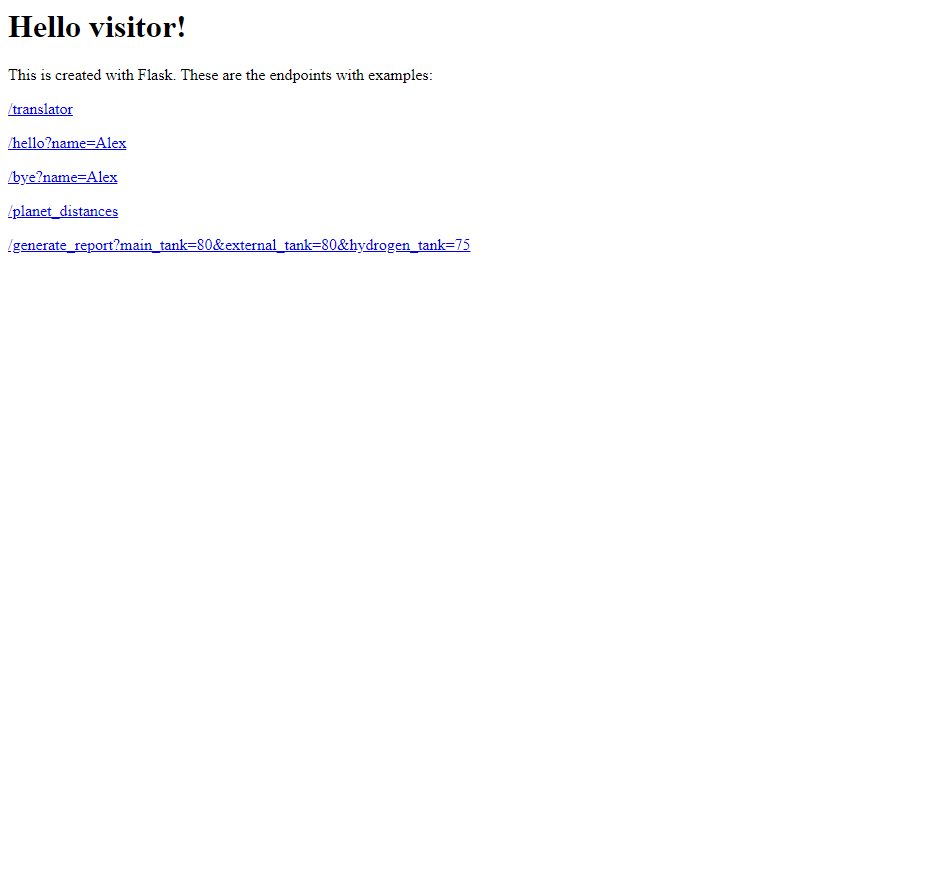 Hello visitor!
This is created with Flask. These are the endpoints with examples:
/translator
/hello?name=Alex
/bye?name=Alex
/planet_distances
/generate_report?main_tank=80&external_tank=80&hydrogen_tank=75